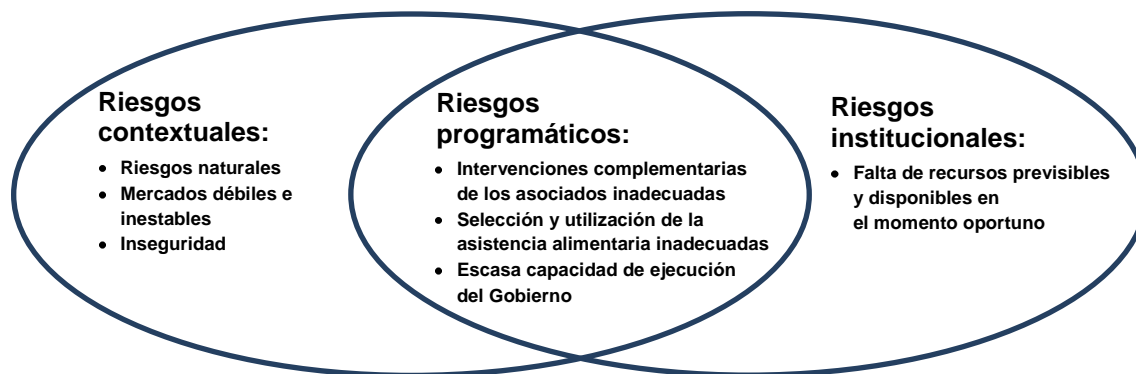 Riesgos
contextuales:
• Riesgos naturales
• Mercados débiles e
inestables
• Inseguridad
Riesgos
programáticos:
• Intervenciones complementarias
de los asociados inadecuadas
• Selección y utilización de la
asistencia alimentaria inadecuadas
• Escasa capacidad de ejecución
del Gobierno
Riesgos
institucionales:
• Falta de recursos previsibles
y disponibles en
el momento oportuno